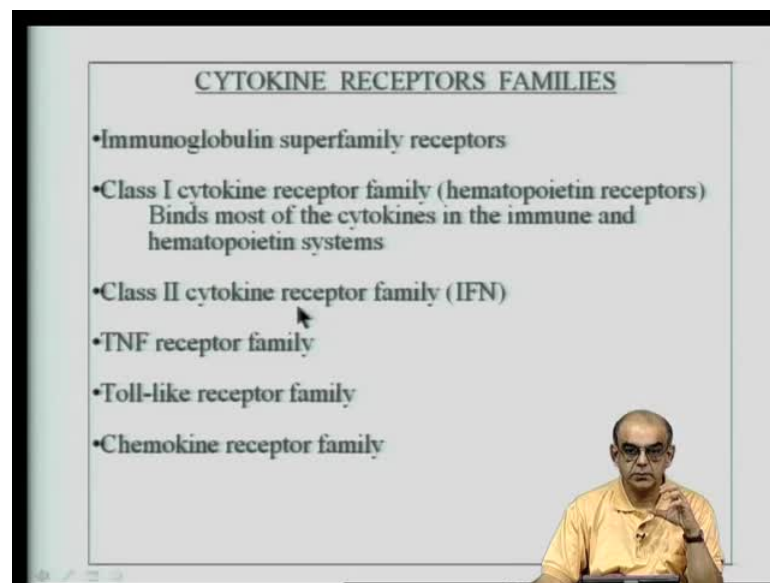 CYTOKINE RECEPTORS FAMILIES
•Immunoglobulin superfamily receptors
•Class I cytokine receptor family (hematopoietin receptors)
Binds most of the cytokines in the immune and
hematopoietin systems
•Class II cytokine receptor family (IFN)
•TNF receptor family
•Toll-like receptor family
•Chemokine receptor family